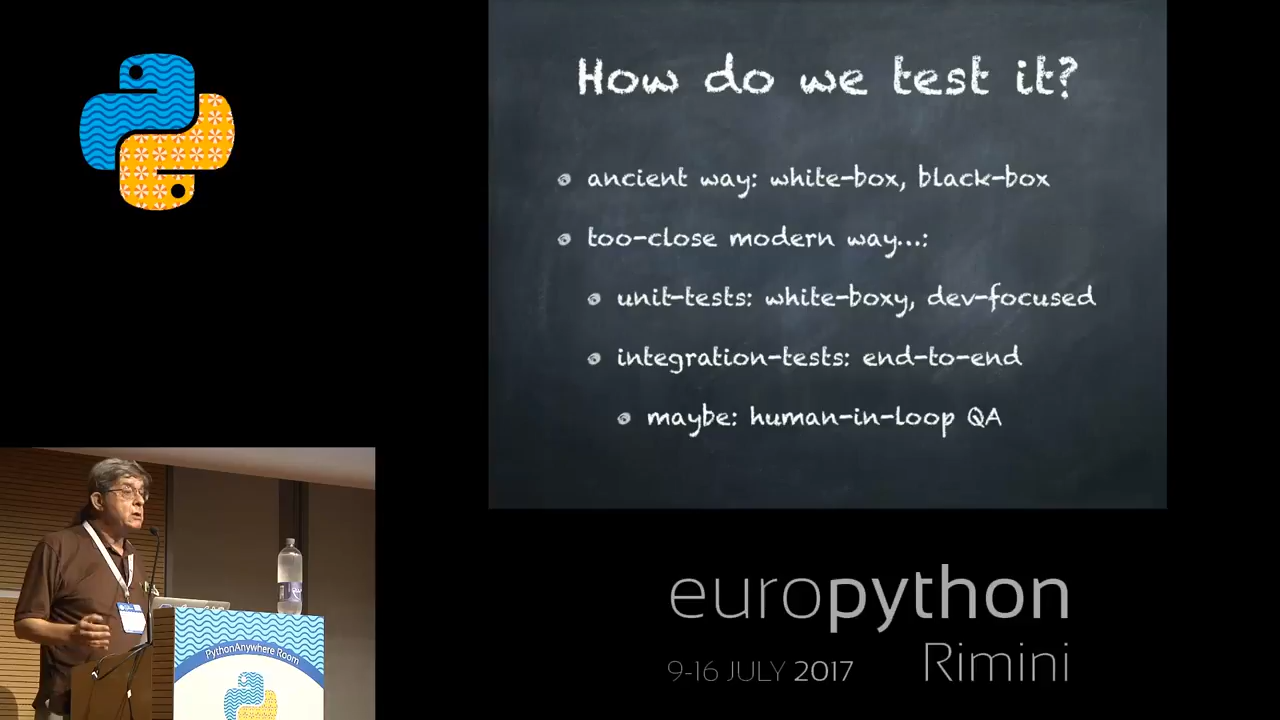 How do we test it?
ancient way: white-box, black-box
too-close modern way...:
unit-tests: white-boxy, dev-focused
integration-tests: end-to-end
maybe: human-in-loop QA
PythonAnywhere Room
europython
Rimini
9-16 JULY 2017